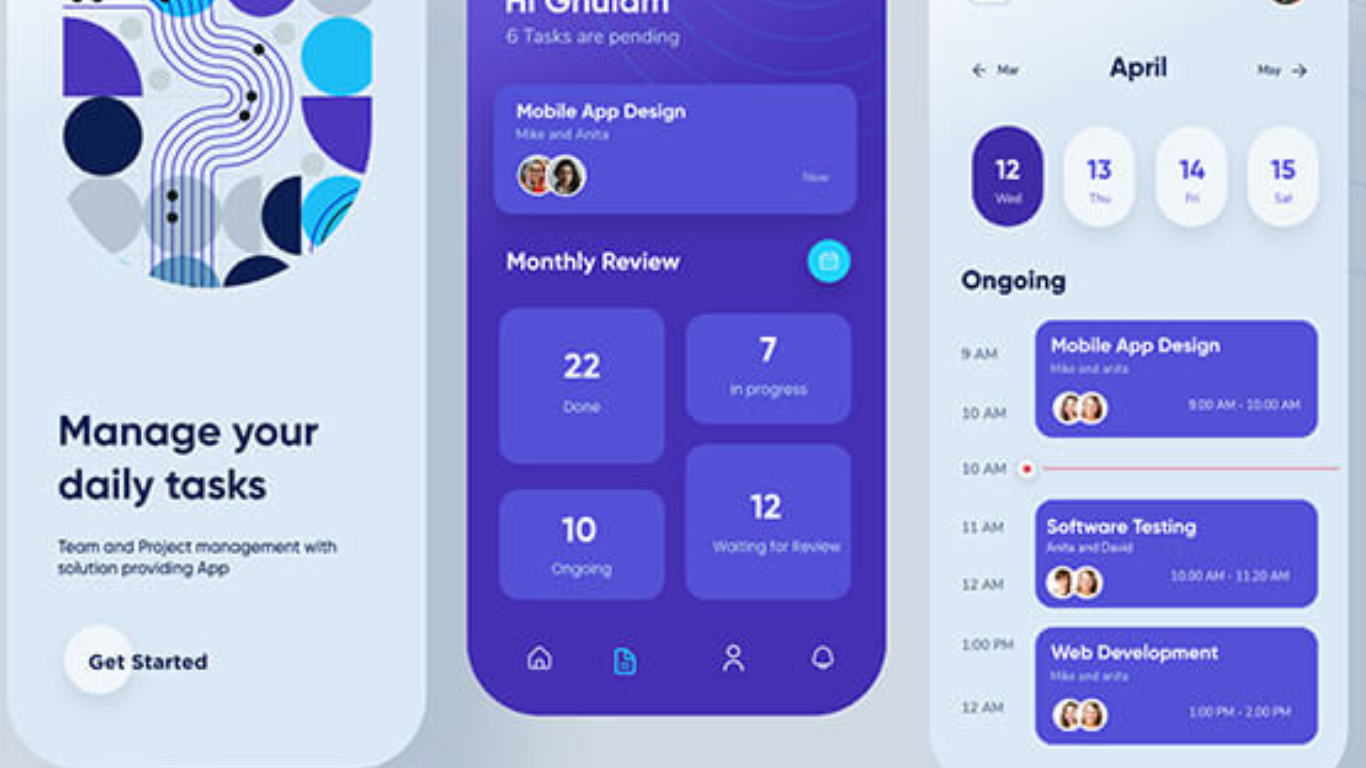 Manage your
daily tasks
Team and Project management with
solution providing App
Get Started
Hi Ghulam
6 Tasks are pending
Mobile App Design
Mike and Anita
Now
Monthly Review
22
Done
7
In progress
10
Ongoing
12
Waiting for Review
Mar
April
May
12
Wed
13
Thu
14
Fri
15
Sat
Ongoing
9 AM
Mobile App Design
Mike and anita
9:00 AM - 10:00 AM
10 AM
10 AM
11 AM
Software Testing
Anita and David
10.00 AM - 11.20 AM
12 AM
1:00 PM
Web Development
Mike and anita
1:00 PM - 2.00 PM
12 AM